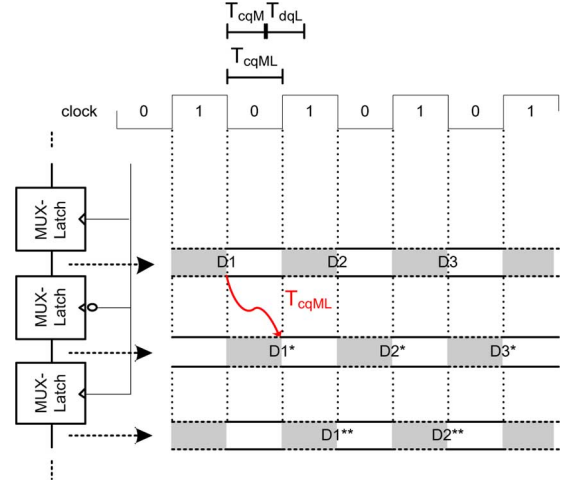 TcqM TdqL
TcqML
clock 0 1 0 1 0 1 0 1
MUX-
Latch
D1 D2 D3
MUX-
Latch
TcqML
D1* D2* D3*
MUX-
Latch
D1** D2**